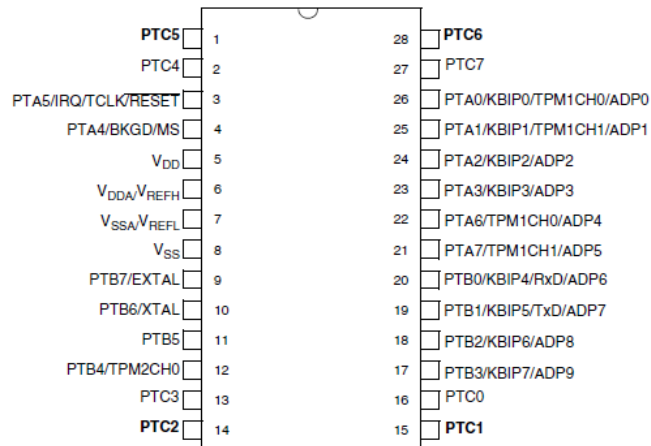 PTC5 1 28 PTC6
PTC4 2 27 PTC7
PTA5/IRQ/TCLK/RESET 3 26 PTA0/KBIP0/TPM1CH0/ADP0
PTA4/BKGD/MS 4 25 PTA1/KBIP1/TPM1CH1/ADP1
VDD 5 24 PTA2/KBIP2/ADP2
VDDA/VREFH 6 23 PTA3/KBIP3/ADP3
VSSA/VREFL 7 22 PTA6/TPM1CH0/ADP4
VSS 8 21 PTA7/TPM1CH1/ADP5
PTB7/EXTAL 9 20 PTB0/KBIP4/RxD/ADP6
PTB6/XTAL 10 19 PTB1/KBIP5/TxD/ADP7
PTB5 11 18 PTB2/KBIP6/ADP8
PTB4/TPM2CH0 12 17 PTB3/KBIP7/ADP9
PTC3 13 16 PTC0
PTC2 14 15 PTC1